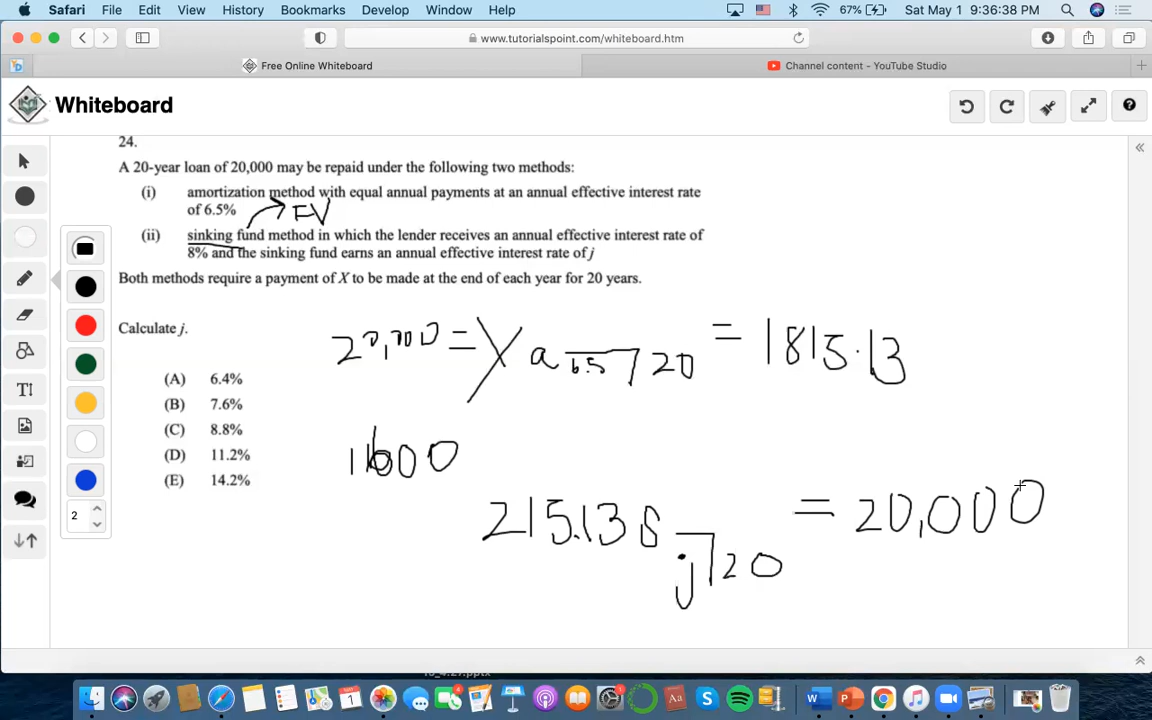 Safari File Edit View History Bookmarks Develop Window Help 67% Sat May 1 9:36:38 PM
www.tutorialspoint.com/whiteboard.htm
Free Online Whiteboard Channel content - YouTube Studio
Whiteboard
24.
A 20-year loan of 20,000 may be repaid under the following two methods:
(i) amortization method with equal annual payments at an annual effective interest rate
of 6.5%
FV
(ii) sinking fund method in which the lender receives an annual effective interest rate of
8% and the sinking fund earns an annual effective interest rate of j
Both methods require a payment of X to be made at the end of each year for 20 years.
Calculate j.
20,000 = X a 6.5 20 = 1815.13
(A) 6.4%
(B) 7.6%
(C) 8.8%
(D) 11.2%
(E) 14.2%
1600
215.13 s j 20 = 20,000
2